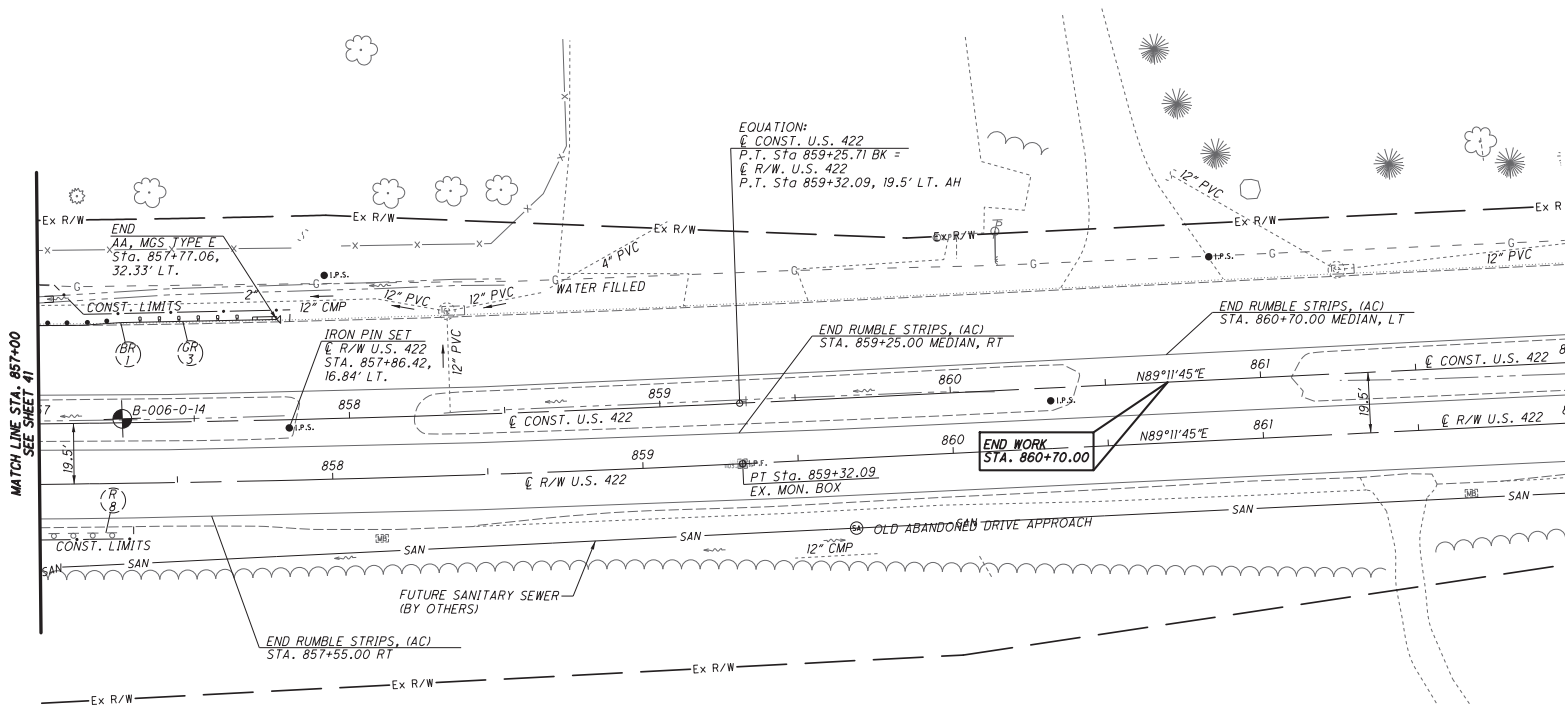 EQUATION:
℄ CONST. U.S. 422
P.T. Sta 859+25.71 BK =
℄ R/W. U.S. 422
P.T. Sta 859+32.09, 19.5' LT. AH
12" PVC
Ex R/W
Ex R/W
Ex R/W
Ex R/W
Ex R/W
Ex R
END
AA, MGS TYPE E
Sta. 857+77.06,
32.33' LT.
I.P.S.
I.P.S.
G
G
G
G
G
G
G
4" PVC
WATER FILLED
12" PVC
2"
CONST. LIMITS
12" CMP
12" PVC
12" PVC
12" PVC
BR
1
GR
3
IRON PIN SET
℄ R/W U.S. 422
STA. 857+86.42,
16.84' LT.
END RUMBLE STRIPS, (AC)
STA. 859+25.00 MEDIAN, RT
END RUMBLE STRIPS, (AC)
STA. 860+70.00 MEDIAN, LT
MATCH LINE STA. 857+00
SEE SHEET 41
7
B-006-0-14
I.P.S.
858
859
860
861
N89°11'45"E
℄ CONST. U.S. 422
℄ CONST. U.S. 422
I.P.S.
19.5'
19.5'
858
859
860
861
N89°11'45"E
℄ R/W U.S. 422
℄ R/W U.S. 422
I.P.F.
PT Sta. 859+32.09
EX. MON. BOX
END WORK
STA. 860+70.00
R
8
CONST. LIMITS
SAN
SAN
SAN
SAN
SAN
SAN
SAN
MB
MB
SA
OLD ABANDONED DRIVE APPROACH
12" CMP
FUTURE SANITARY SEWER
(BY OTHERS)
END RUMBLE STRIPS, (AC)
STA. 857+55.00 RT
Ex R/W
Ex R/W
Ex R/W